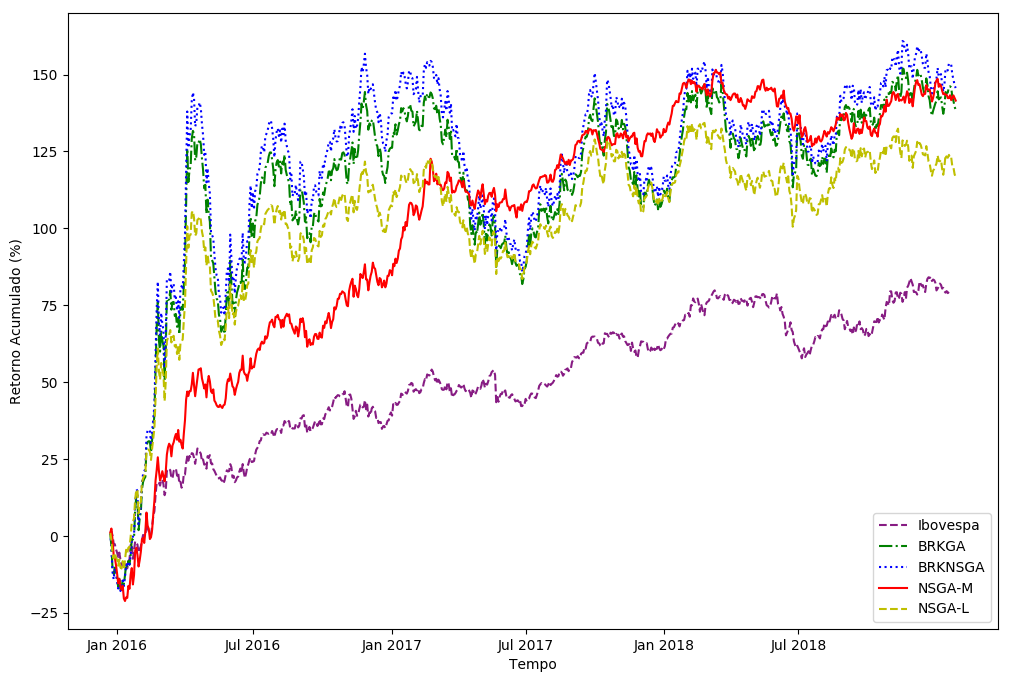 150
125
100
75
50
25
0
−25
Retorno Acumulado (%)
Jan 2016 Jul 2016 Jan 2017 Jul 2017 Jan 2018 Jul 2018
Tempo
Ibovespa
BRKGA
BRKNSGA
NSGA-M
NSGA-L